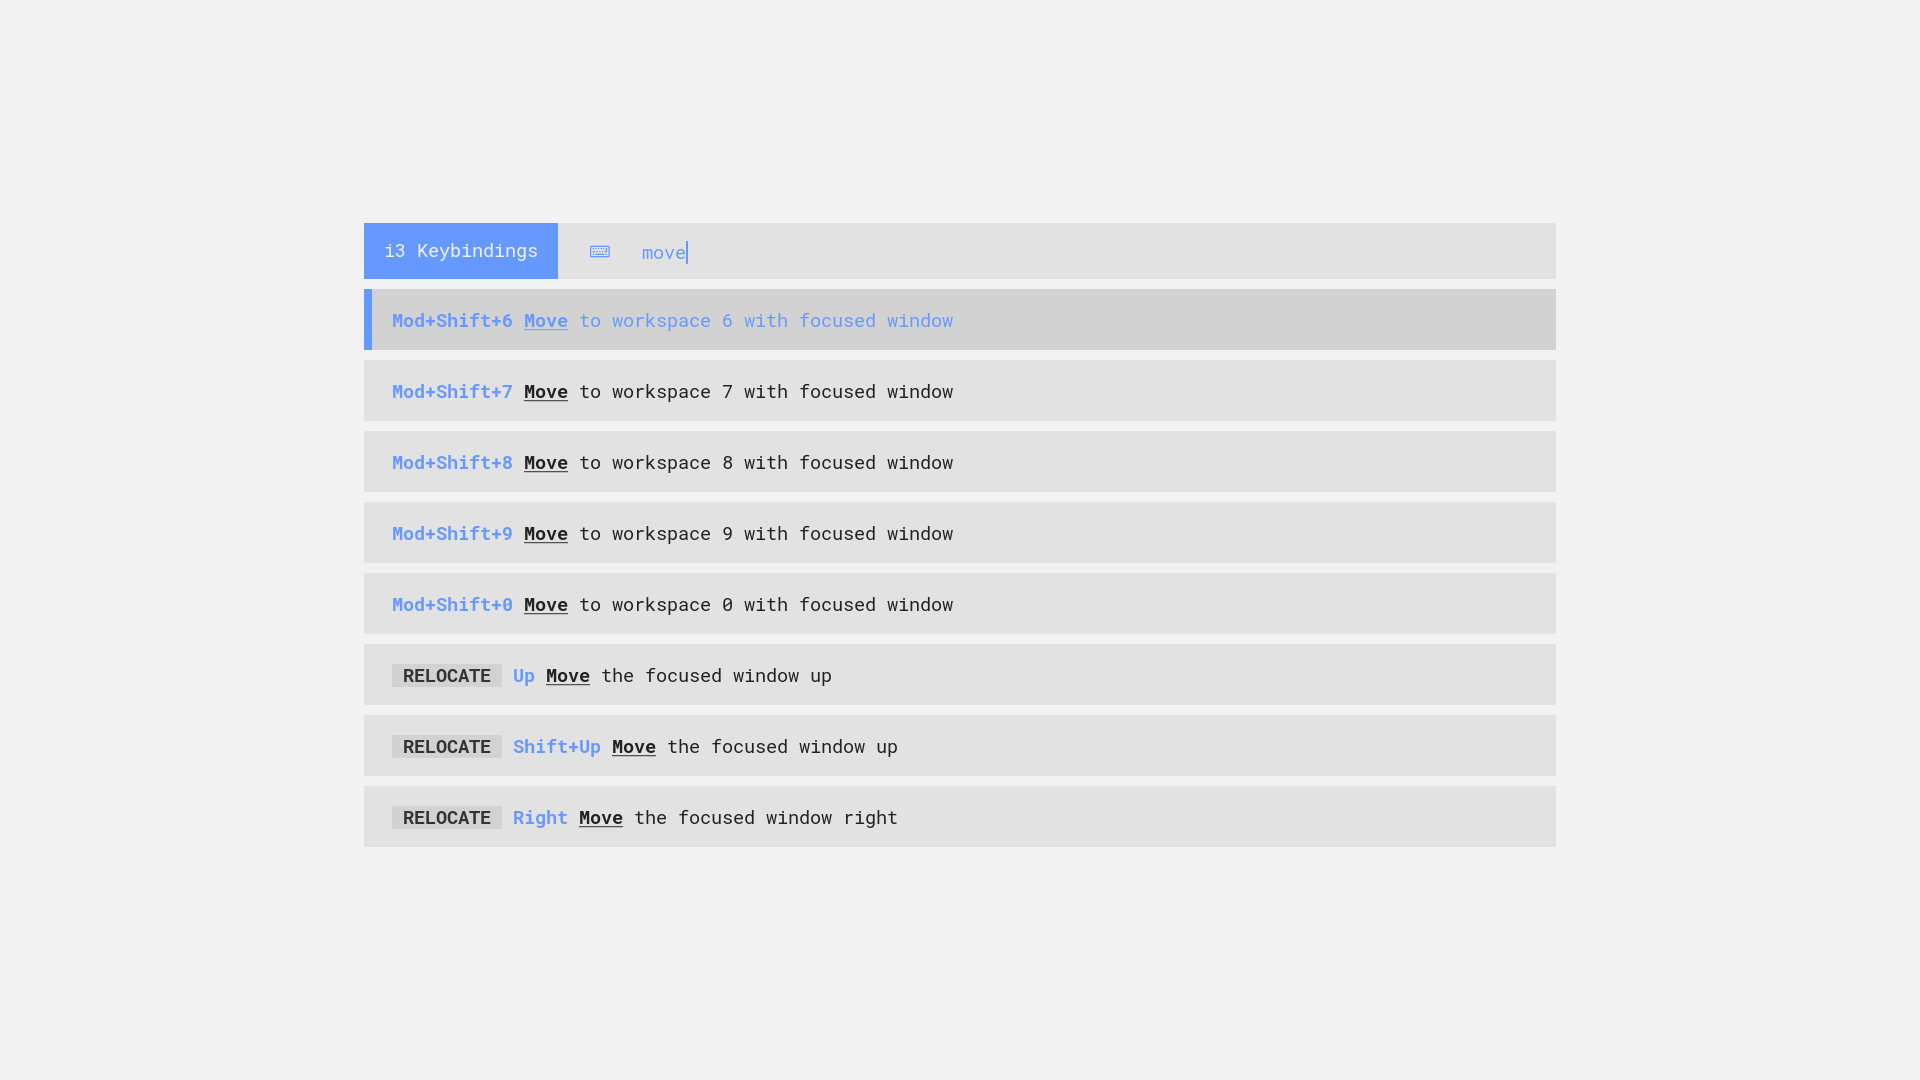 i3 Keybindings ⌨ move
Mod+Shift+6 Move to workspace 6 with focused window
Mod+Shift+7 Move to workspace 7 with focused window
Mod+Shift+8 Move to workspace 8 with focused window
Mod+Shift+9 Move to workspace 9 with focused window
Mod+Shift+0 Move to workspace 0 with focused window
RELOCATE Up Move the focused window up
RELOCATE Shift+Up Move the focused window up
RELOCATE Right Move the focused window right